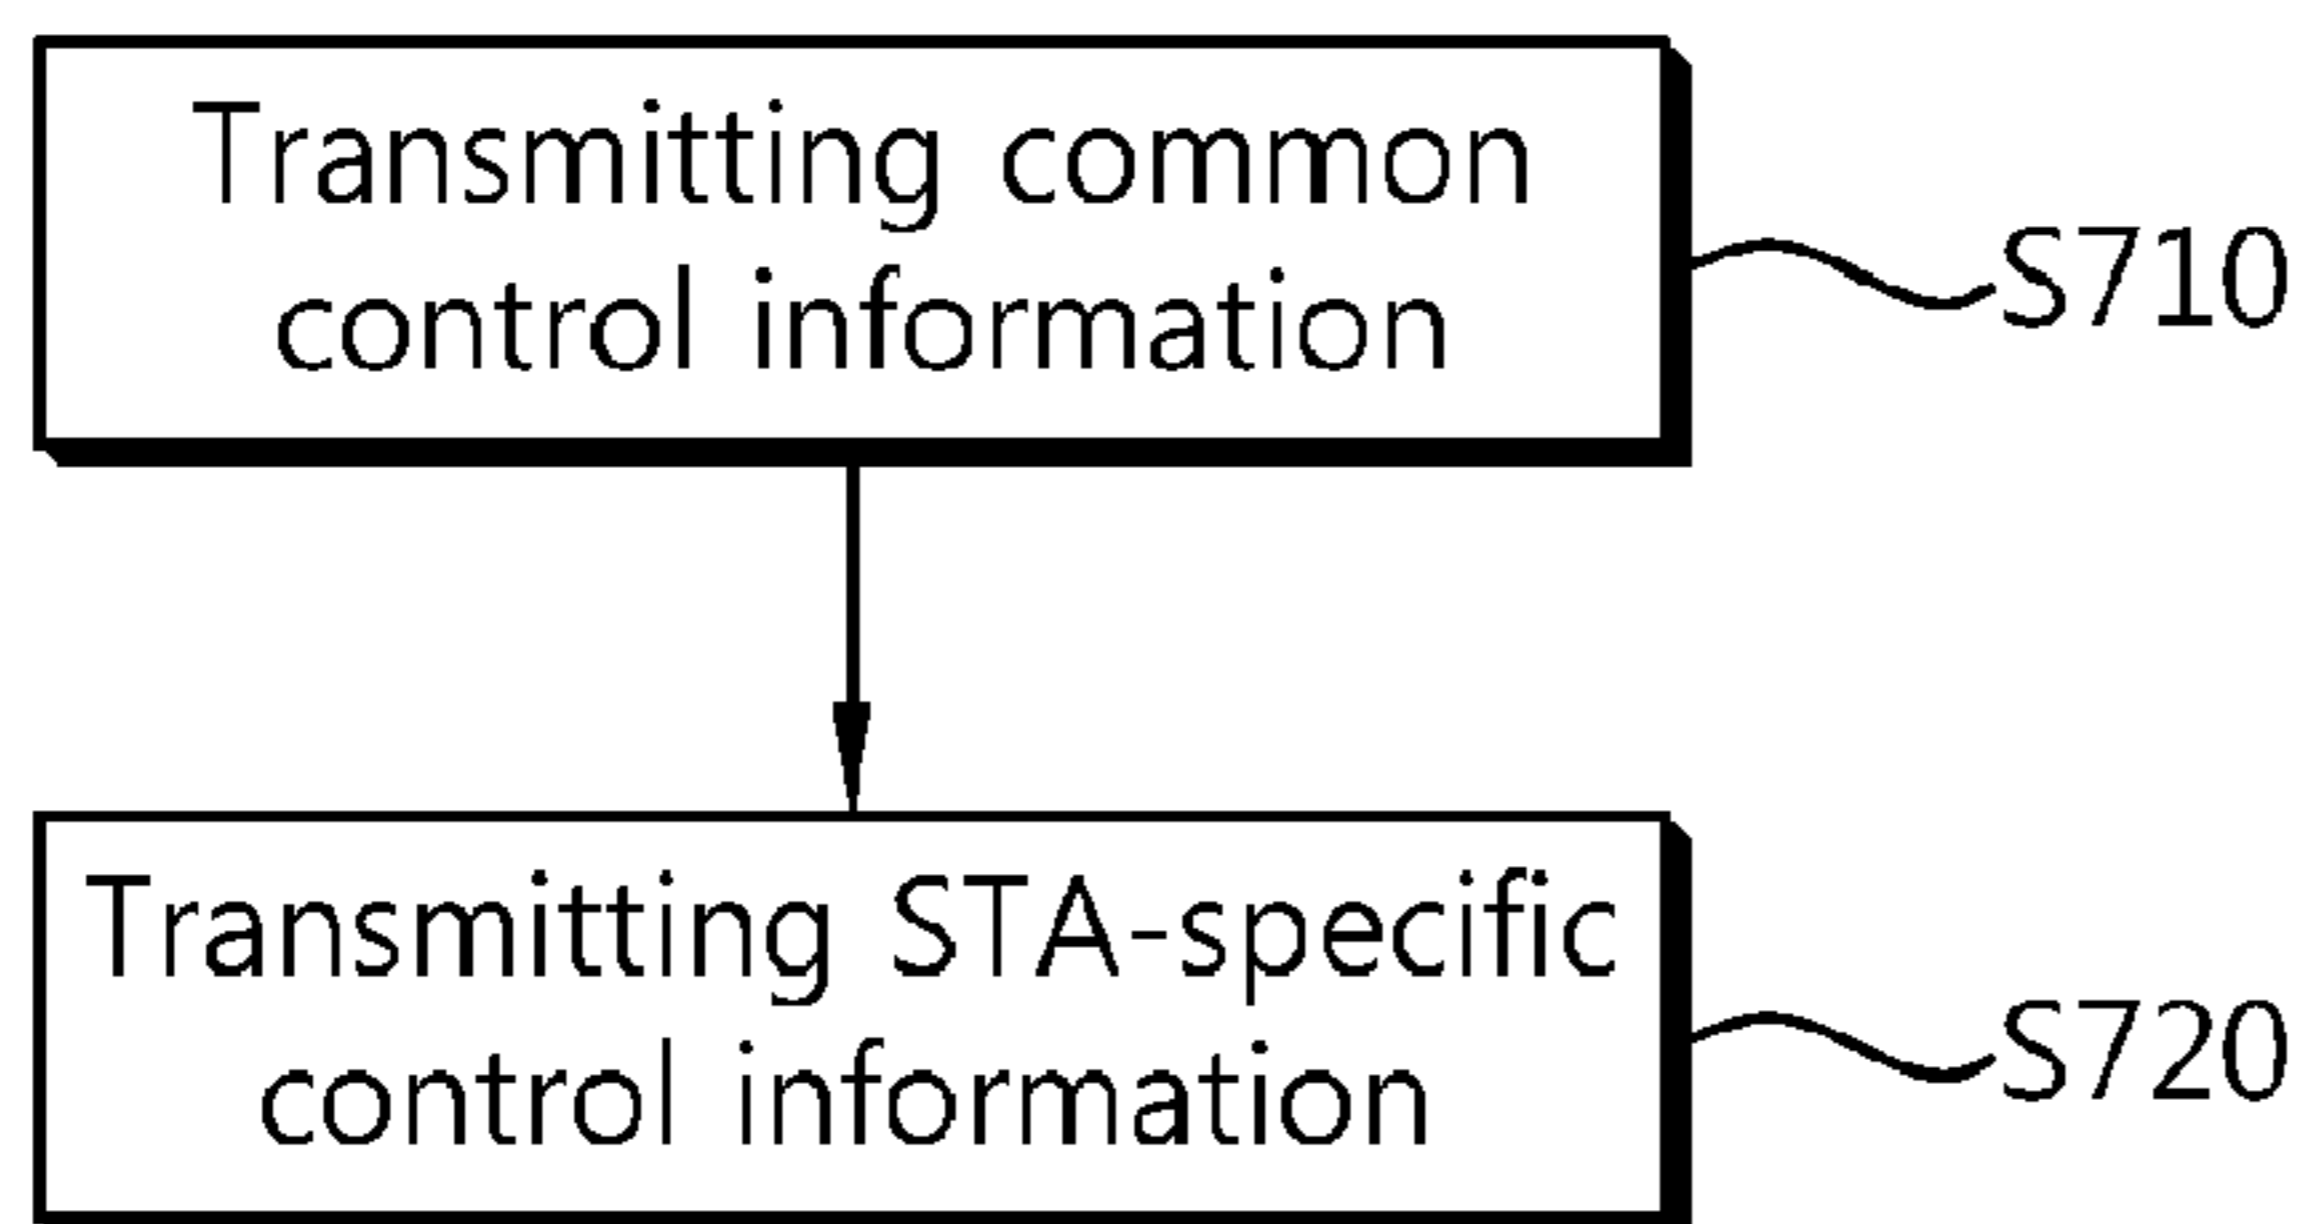 Transmitting common
control information
S710
Transmitting STA-specific
control information
S720